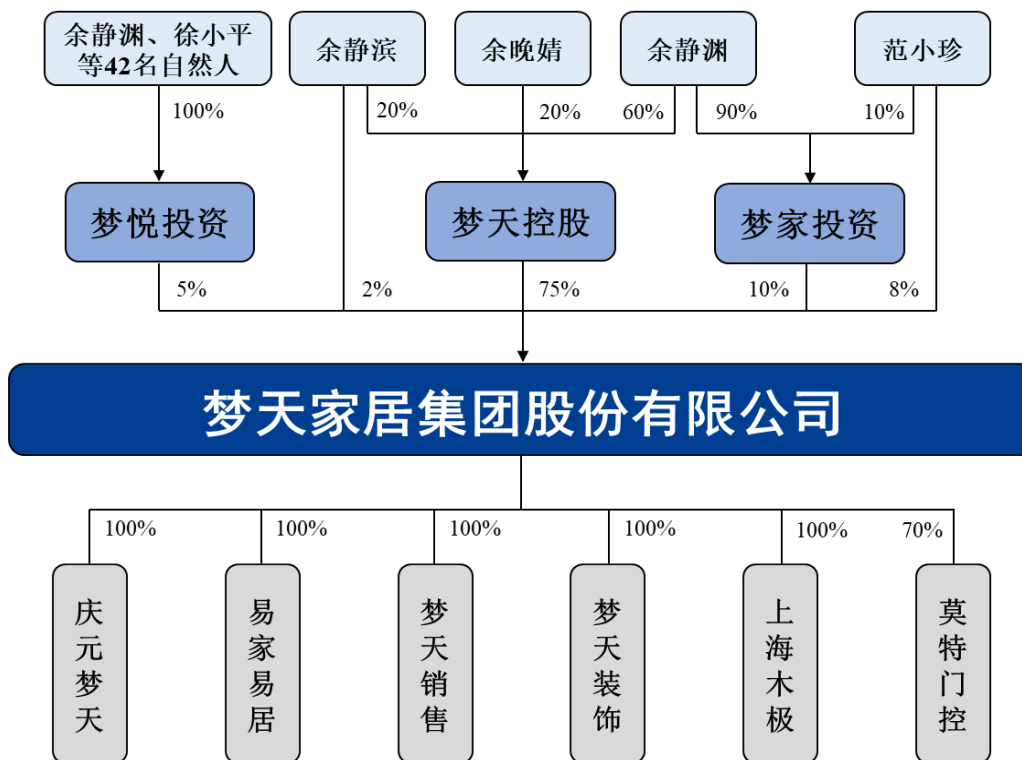 余静渊、徐小平
等42名自然人
余静滨
余晚婧
余静渊
范小珍
100%
20%
20%
60%
90%
10%
梦悦投资
梦天控股
梦家投资
5%
2%
75%
10%
8%
梦天家居集团股份有限公司
100%
100%
100%
100%
100%
70%
庆元梦天
易家易居
梦天销售
梦天装饰
上海木极
莫特门控